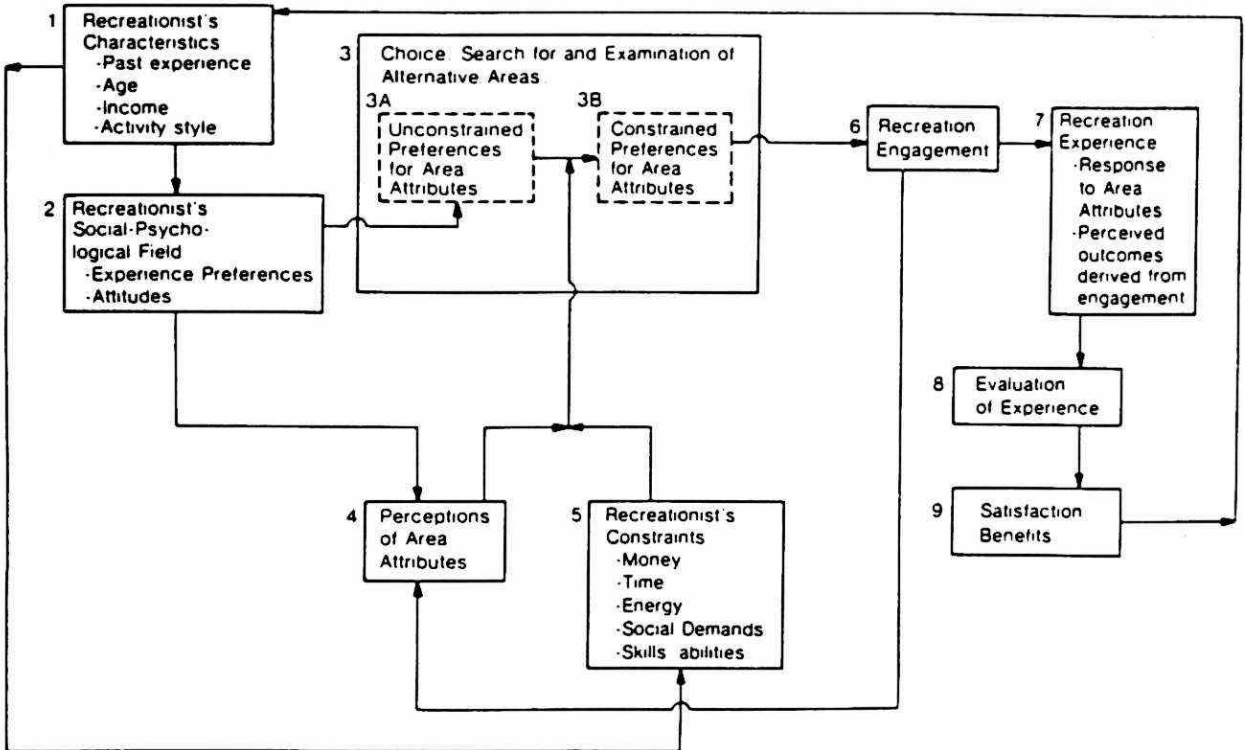 1
Recreationist's
Characteristics
-Past experience
-Age
-Income
-Activity style
2
Recreationist's
Social-Psycho-
logical Field
-Experience Preferences
-Attitudes
3
Choice. Search for and Examination of
Alternative Areas
3A
Unconstrained
Preferences
for Area
Attributes
3B
Constrained
Preferences
for Area
Attributes
4
Perceptions
of Area
Attributes
5
Recreationist's
Constraints
-Money
-Time
-Energy
-Social Demands
-Skills abilities
6
Recreation
Engagement
7
Recreation
Experience
-Response
to Area
Attributes
-Perceived
outcomes
derived from
engagement
8
Evaluation
of Experience
9
Satisfaction
Benefits